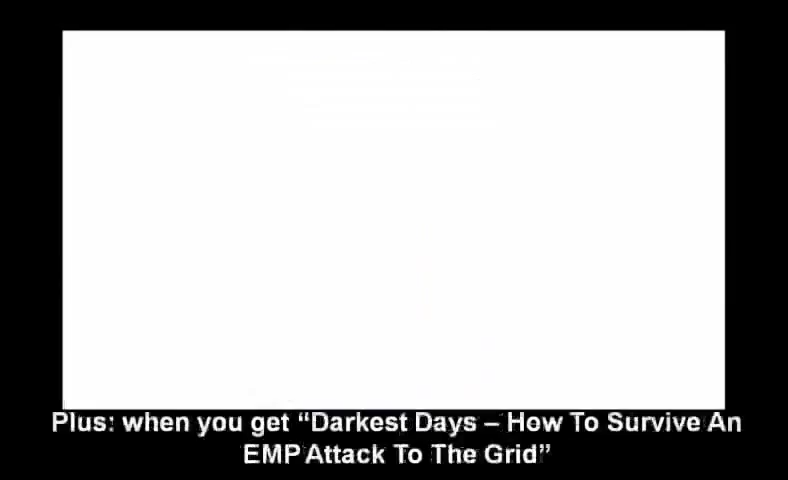 Plus: when you get “Darkest Days – How To Survive An
EMP Attack To The Grid”